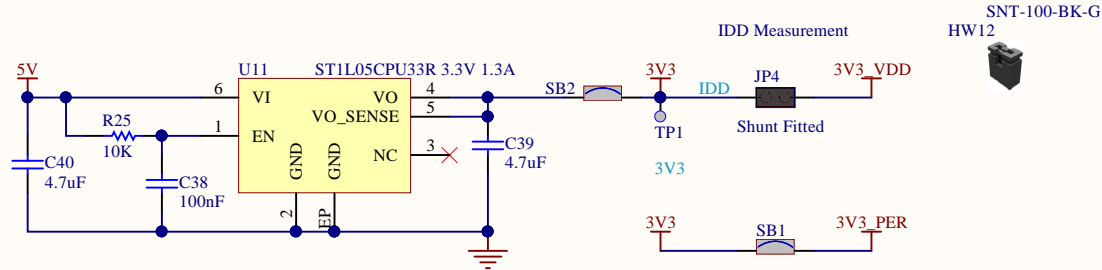 SNT-100-BK-G
IDD Measurement
HW12
5V
U11
ST1L05CPU33R 3.3V 1.3A
3V3
JP4
3V3_VDD
6
VI
VO
4
SB2
IDD
VO_SENSE
5
R25
1
EN
TP1
Shunt Fitted
10K
NC
3
C39
4.7uF
GND
GND
C40
4.7uF
C38
100nF
3V3
2
EP
3V3
SB1
3V3_PER